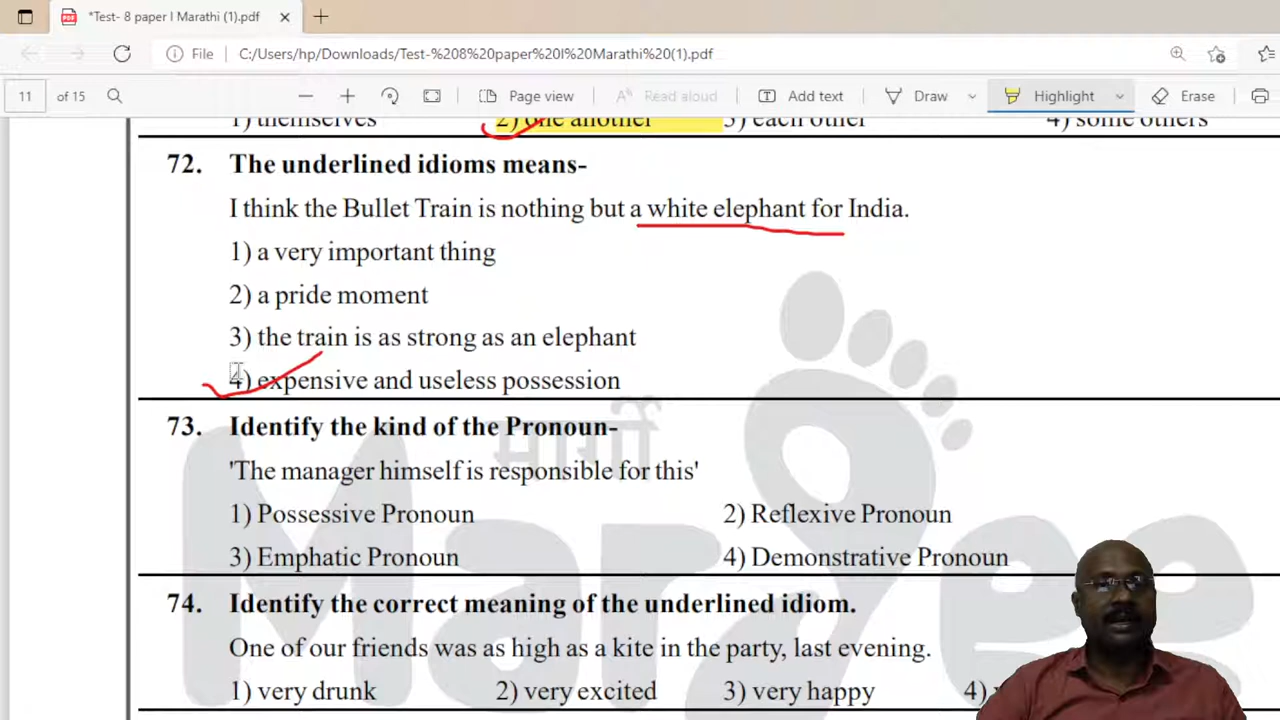 *Test- 8 paper I Marathi (1).pdf
File C:/Users/hp/Downloads/Test-%208%20paper%20I%20Marathi%20(1).pdf
11 of 15 Page view Read aloud Add text Draw Highlight Erase
1) themselves 2) one another 3) each other 4) some others
72. The underlined idioms means-
I think the Bullet Train is nothing but a white elephant for India.
1) a very important thing
2) a pride moment
3) the train is as strong as an elephant
4) expensive and useless possession
73. Identify the kind of the Pronoun-
'The manager himself is responsible for this'
1) Possessive Pronoun 2) Reflexive Pronoun
3) Emphatic Pronoun 4) Demonstrative Pronoun
74. Identify the correct meaning of the underlined idiom.
One of our friends was as high as a kite in the party, last evening.
1) very drunk 2) very excited 3) very happy 4)